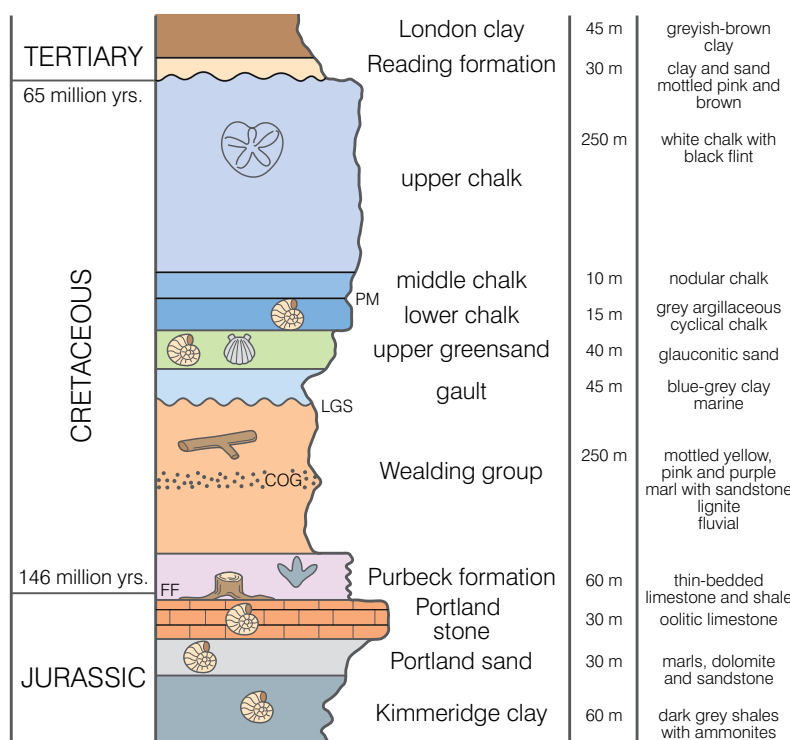 London clay
45 m
greyish-brown
clay
TERTIARY
Reading formation
30 m
clay and sand
mottled pink and
brown
65 million yrs.
upper chalk
250 m
white chalk with
black flint
CRETACEOUS
middle chalk
10 m
nodular chalk
PM
lower chalk
15 m
grey argillaceous
cyclical chalk
upper greensand
40 m
glauconitic sand
gault
45 m
blue-grey clay
marine
LGS
Wealding group
250 m
mottled yellow,
pink and purple
marl with sandstone
lignite
fluvial
COG
146 million yrs.
FF
Purbeck formation
60 m
thin-bedded
limestone and shale
Portland
stone
30 m
oolitic limestone
JURASSIC
Portland sand
30 m
marls, dolomite
and sandstone
Kimmeridge clay
60 m
dark grey shales
with ammonites